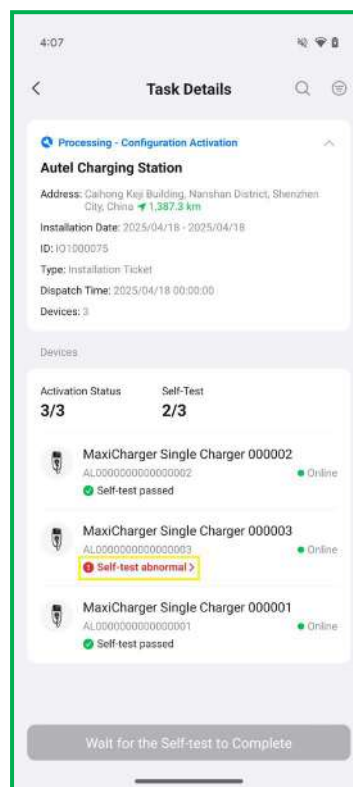 4:07
Task Details
Processing - Configuration Activation
Autel Charging Station
Address: Caihong Keji Building, Nanshan District, Shenzhen
City, China 1,387.3 km
Installation Date: 2025/04/18 - 2025/04/18
ID: IO1000075
Type: Installation Ticket
Dispatch Time: 2025/04/18 00:00:00
Devices: 3
Devices
Activation Status Self-Test
3/3 2/3
MaxiCharger Single Charger 000002
AL0000000000000002 Online
Self-test passed
MaxiCharger Single Charger 000003
AL0000000000000003 Online
Self-test abnormal >
MaxiCharger Single Charger 000001
AL0000000000000001 Online
Self-test passed
Wait for the Self-test to Complete